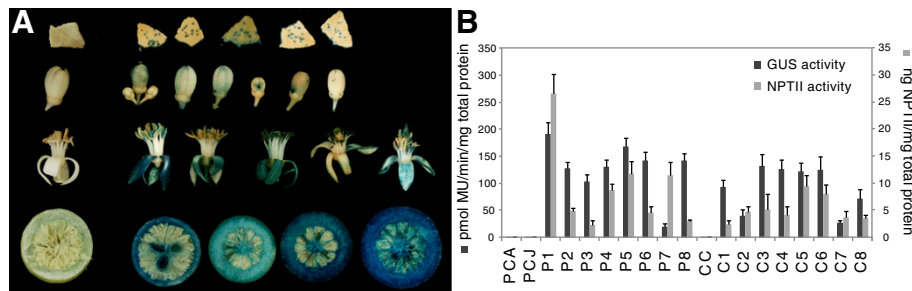 A
B
pmol MU/min/mg total protein
350
300
250
200
150
100
50
0
GUS activity
NPTII activity
35
30
25
20
15
10
5
0
ng NPTII/mg total protein
PCA PCJ P1 P2 P3 P4 P5 P6 P7 P8 CC C1 C2 C3 C4 C5 C6 C7 C8